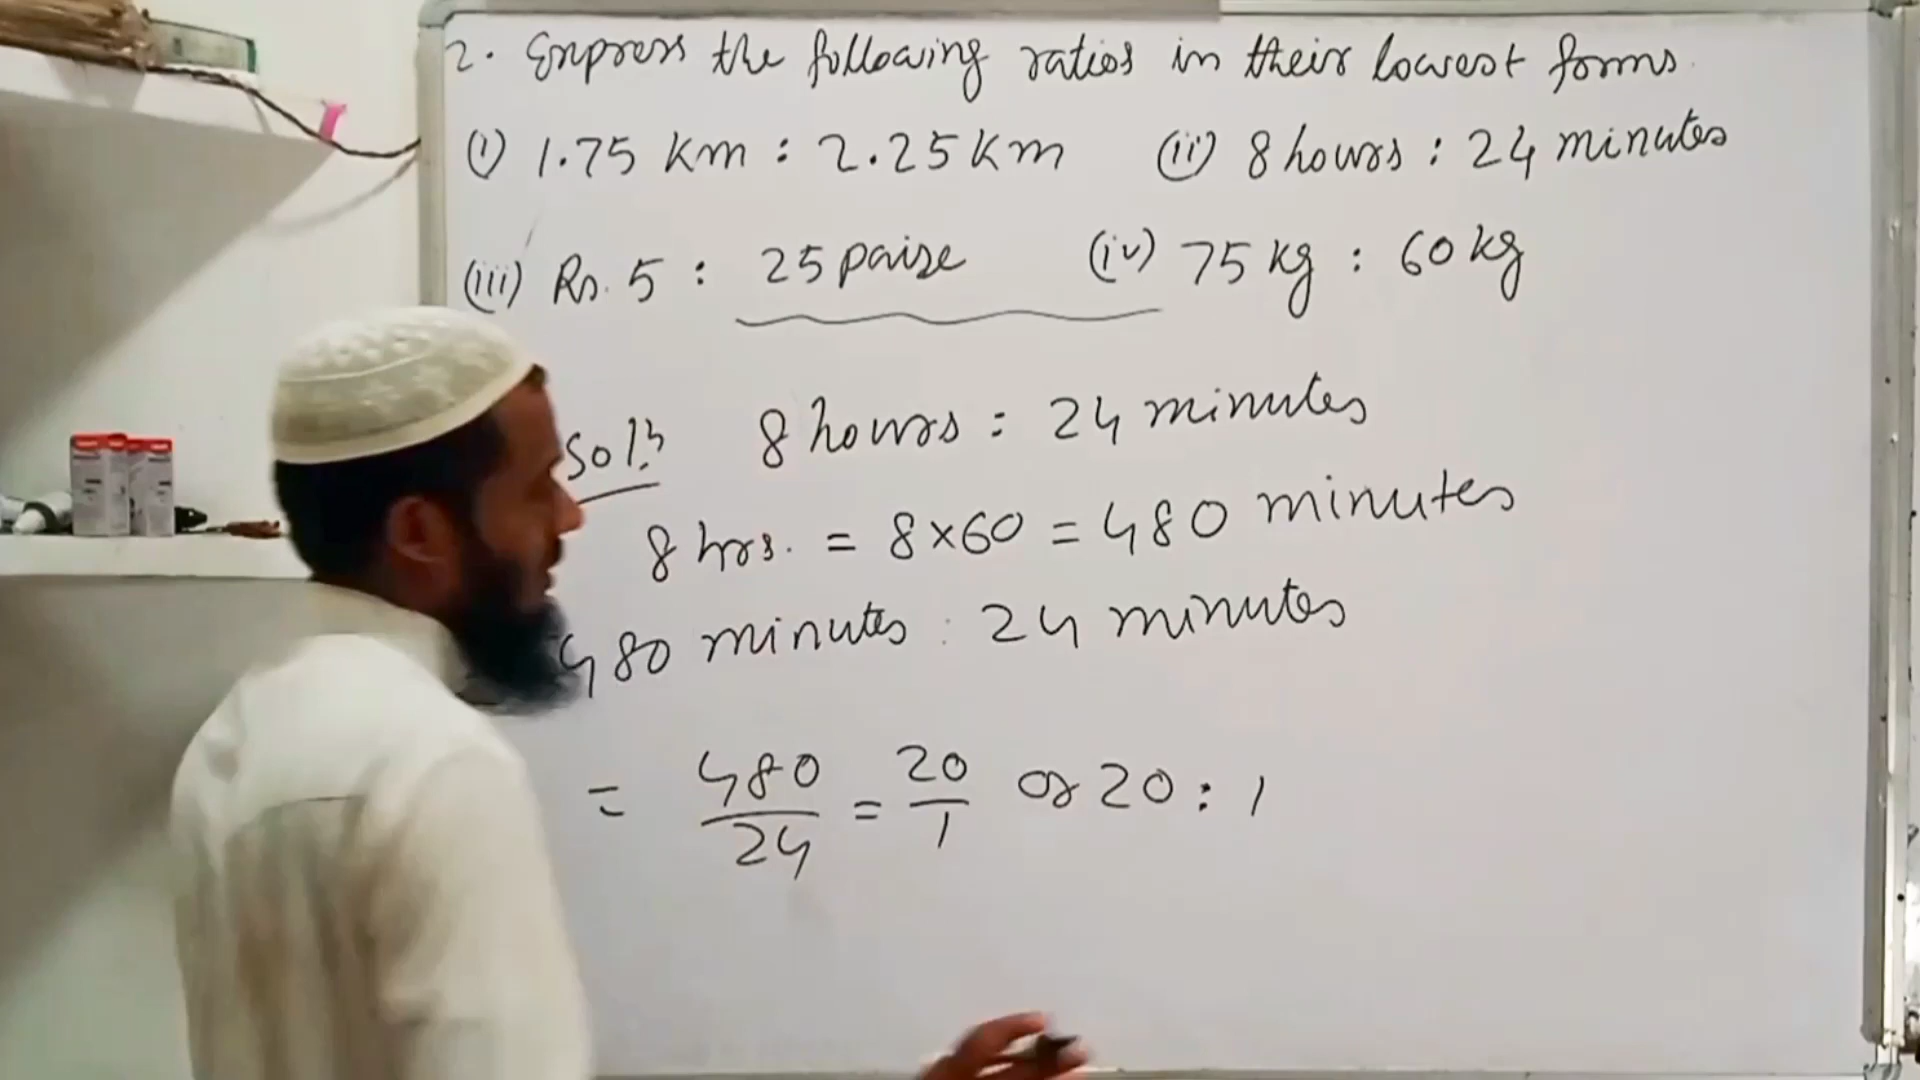 2. Express the following ratios in their lowest forms.
(i) 1.75 Km : 2.25 Km (ii) 8 hours : 24 minutes
(iii) Rs. 5 : 25 paise (iv) 75 kg : 60 kg
Soln 8 hours : 24 minutes
8 hrs. = 8×60 = 480 minutes
480 minutes : 24 minutes
= 480/24 = 20/1 or 20 : 1